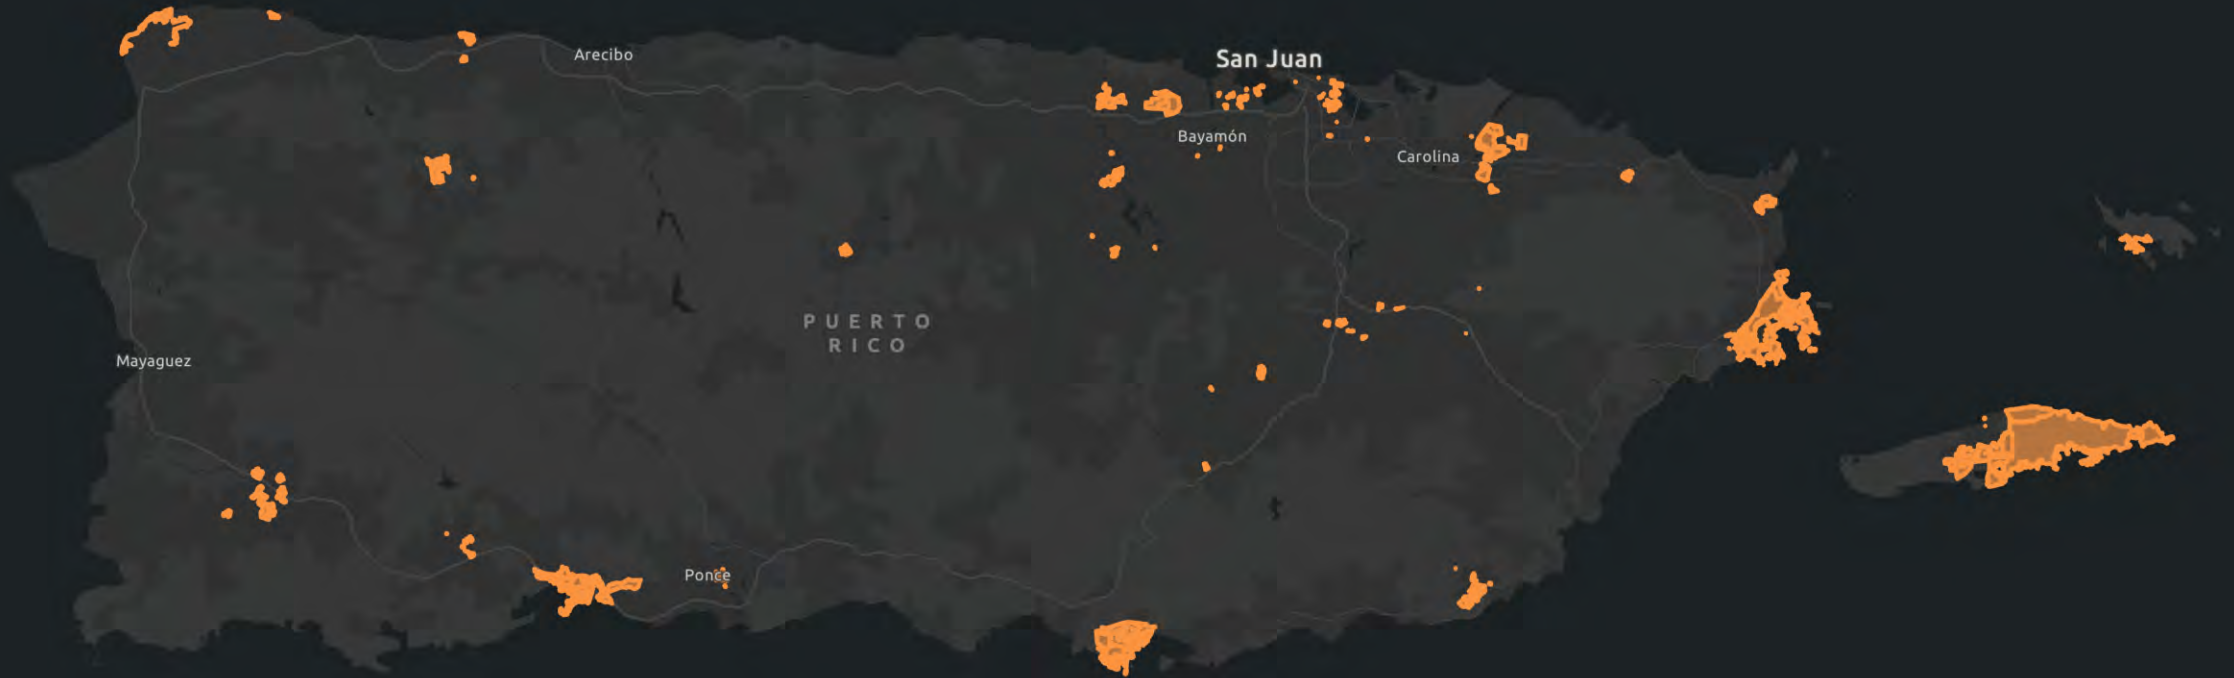 San Juan
Arecibo
Bayamón
Carolina
PUERTO
RICO
Mayaguez
Ponce